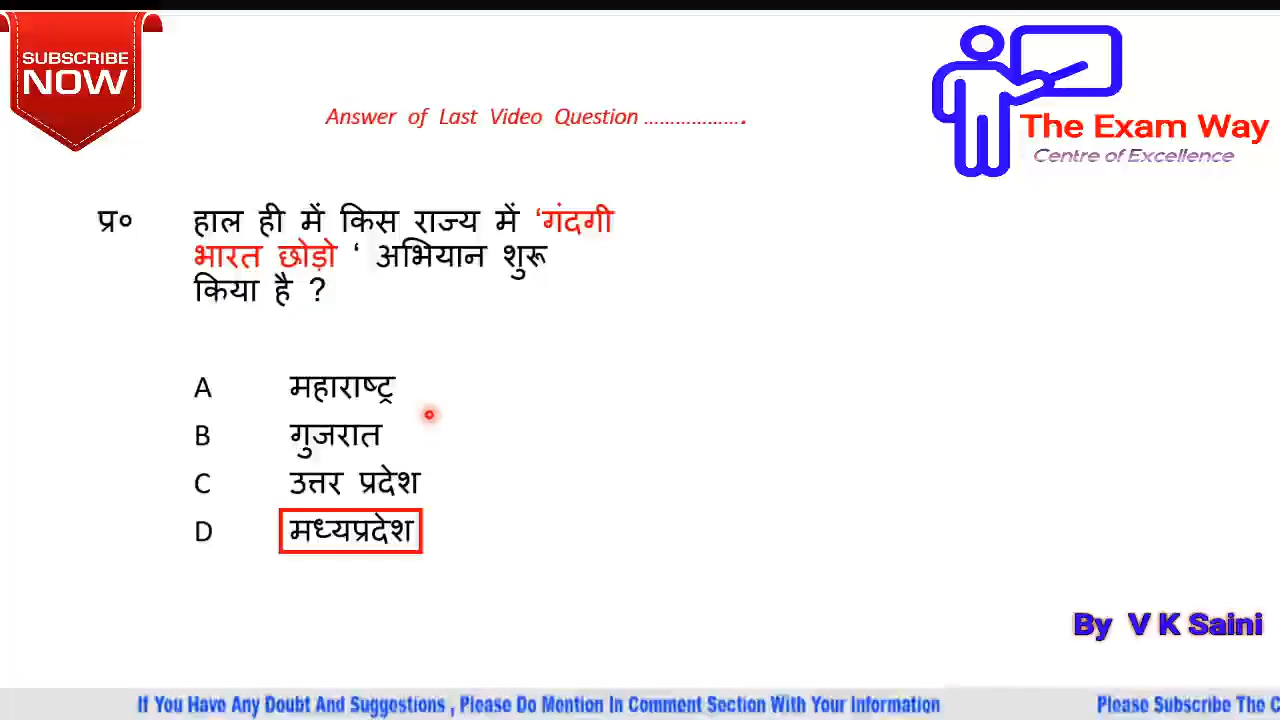 SUBSCRIBE
NOW
Answer of Last Video Question ...................
The Exam Way
Centre of Excellence
प्र० हाल ही में किस राज्य में ‘गंदगी
भारत छोड़ो ‘ अभियान शुरू
किया है ?
A महाराष्ट्र
B गुजरात
C उत्तर प्रदेश
D मध्यप्रदेश
By V K Saini
If You Have Any Doubt And Suggestions , Please Do Mention In Comment Section With Your Information Please Subscribe The C